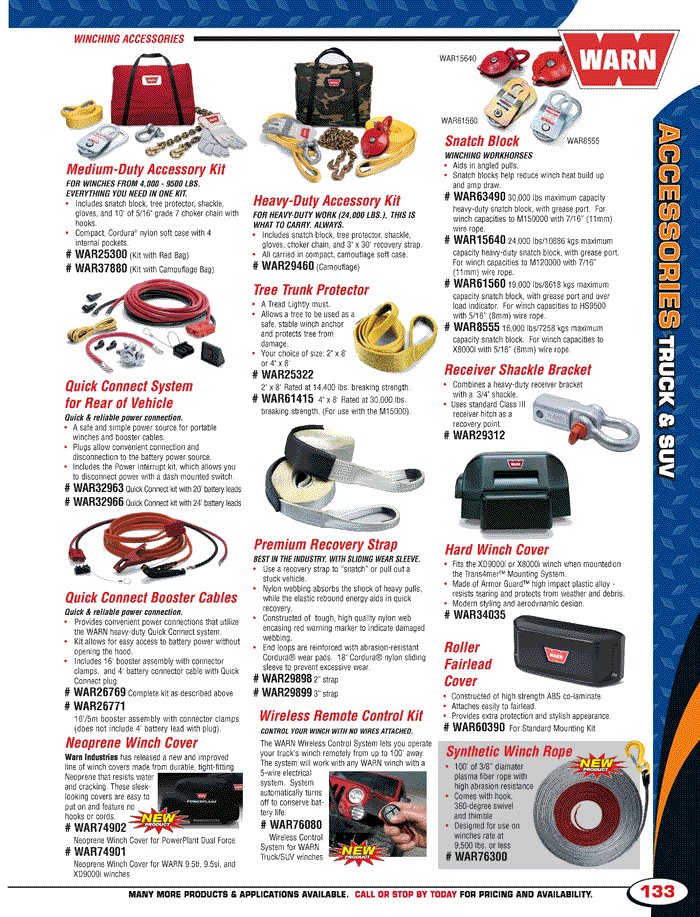 WINCHING ACCESSORIES
WARN
Medium-Duty Accessory Kit
FOR WINCHES FROM 4,000 - 9500 LBS.
EVERYTHING YOU NEED IN ONE KIT.
• Includes snatch block, tree protector, shackle,
gloves, and 10' of 5/16" grade 7 choker chain with
hooks.
• Compact, Cordura® nylon soft case with 4
internal pockets.
# WAR25300 (Kit with Red Bag)
# WAR37880 (Kit with Camouflage Bag)
Quick Connect System
for Rear of Vehicle
Quick & reliable power connection.
• A safe and simple power source for portable
winches and booster cables.
• Plugs allow convenient connection and
disconnection to the battery power source.
• Includes the Power Interrupt kit, which allows you
to disconnect power with a dash mounted switch.
# WAR32963 Quick Connect kit with 20' battery leads
# WAR32966 Quick Connect kit with 24' battery leads
Quick Connect Booster Cables
Quick & reliable power connection.
• Provides convenient power connections that utilize
the WARN heavy-duty Quick Connect system.
• Kit allows for easy access to battery power without
opening the hood.
• Includes 16' booster assembly with connector
clamps, and 4' battery connector cable with Quick
Connect plug
# WAR26769 Complete kit as described above
# WAR26771
16'/5m booster assembly with connector clamps
(does not include 4' battery lead with plug).
Neoprene Winch Cover
Warn Industries has released a new and improved
line of winch covers made from durable, tight-fitting
Neoprene that resists water
and cracking. These sleek-
looking covers are easy to
put on and feature no
hooks or cords.
# WAR74902
NEW
PRODUCT
Neoprene Winch Cover for PowerPlant Dual Force
# WAR74901
Neoprene Winch Cover for WARN 9.5ti, 9.5si, and
XD9000i winches
Heavy-Duty Accessory Kit
FOR HEAVY-DUTY WORK (24,000 LBS.), THIS IS
WHAT TO CARRY. ALWAYS.
• Includes snatch block, tree protector, shackle,
gloves, choker chain, and 3" x 30' recovery strap.
• All carried in compact, camouflage soft case.
# WAR29460 (Camouflage)
Tree Trunk Protector
• A Tread Lightly must.
• Allows a tree to be used as a
safe, stable winch anchor
and protects tree from
damage.
• Your choice of size: 2" x 8'
or 4" x 8'
# WAR25322
2" x 8' Rated at 14,400 lbs. breaking strength.
# WAR61415 4" x 8' Rated at 30,000 lbs.
breaking strength. (For use with the M15000).
Premium Recovery Strap
BEST IN THE INDUSTRY. WITH SLIDING WEAR SLEEVE.
• Use a recovery strap to "snatch" or pull out a
stuck vehicle.
• Nylon webbing absorbs the shock of heavy pulls,
while the elastic rebound energy aids in quick
recovery.
• Constructed of tough, high quality nylon web
encasing red warning marker to indicate damaged
webbing.
• End loops are reinforced with abrasion-resistant
Cordura® wear pads. 18" Cordura® nylon sliding
sleeve to prevent excessive wear.
# WAR29898 2" strap
# WAR29899 3" strap
Wireless Remote Control Kit
CONTROL YOUR WINCH WITH NO WIRES ATTACHED.
The WARN Wireless Control System lets you operate
your truck's winch remotely from up to 100' away.
The system will work with any WARN winch with a
5-wire electrical
system. System
automatically turns
off to conserve bat-
tery life.
# WAR76080
Wireless Control
System for WARN
Truck/SUV winches
NEW
PRODUCT
WAR15640
WAR61560
WAR8555
Snatch Block
WINCHING WORKHORSES
• Aids in angled pulls.
• Snatch blocks help reduce winch heat build up
and amp draw.
# WAR63490 30,000 lbs maximum capacity
heavy-duty snatch block, with grease port. For
winch capacities to M150000 with 7/16"
(11mm) wire rope.
# WAR15640 24,000 lbs/10886 kgs maximum
capacity heavy-duty snatch block, with grease port.
For winch capacities to M120000 with 7/16"
(11mm) wire rope.
# WAR61560 19,000 lbs/8618 kgs maximum
capacity snatch block, with grease port and over
load indicator. For winch capacities to HS9500
with 5/16" (8mm) wire rope.
# WAR8555 16,000 lbs/7258 kgs maximum
capacity snatch block. For winch capacities to
X8000i with 5/16" (8mm) wire rope.
Receiver Shackle Bracket
• Combines a heavy-duty receiver bracket
with a 3/4" shackle.
• Uses standard Class III
receiver hitch as a
recovery point.
# WAR29312
WARN
Hard Winch Cover
• Fits the XD9000i or X8000i winch when mounted on
the Trans4mer™ Mounting System.
• Made of Armor Guard™ high impact plastic alloy -
resists tearing and protects from weather and debris.
• Modern styling and aerodynamic design.
# WAR34035
Roller
Fairlead
Cover
WARN
• Constructed of high strength ABS co-laminate.
• Attaches easily to fairlead.
• Provides extra protection and stylish appearance.
# WAR60390 For Standard Mounting Kit
Synthetic Winch Rope
• 100' of 3/8" diamater
plasma fiber rope with
high abrasion resistance
• Comes with hook,
360-degree swivel
and thimble
• Designed for use on
winches rate at
9,500 lbs. or less
# WAR76300
NEW
PRODUCT
ACCESSORIES TRUCK & SUV
MANY MORE PRODUCTS & APPLICATIONS AVAILABLE. CALL OR STOP BY TODAY FOR PRICING AND AVAILABILITY.
133